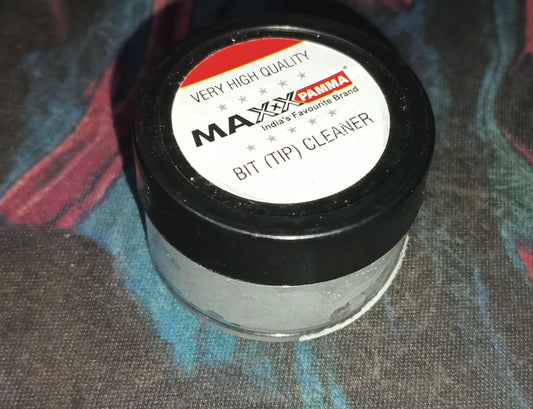 VERY HIGH QUALITY
MAXX PAMMA®
India's Favourite Brand
BIT (TIP) CLEANER